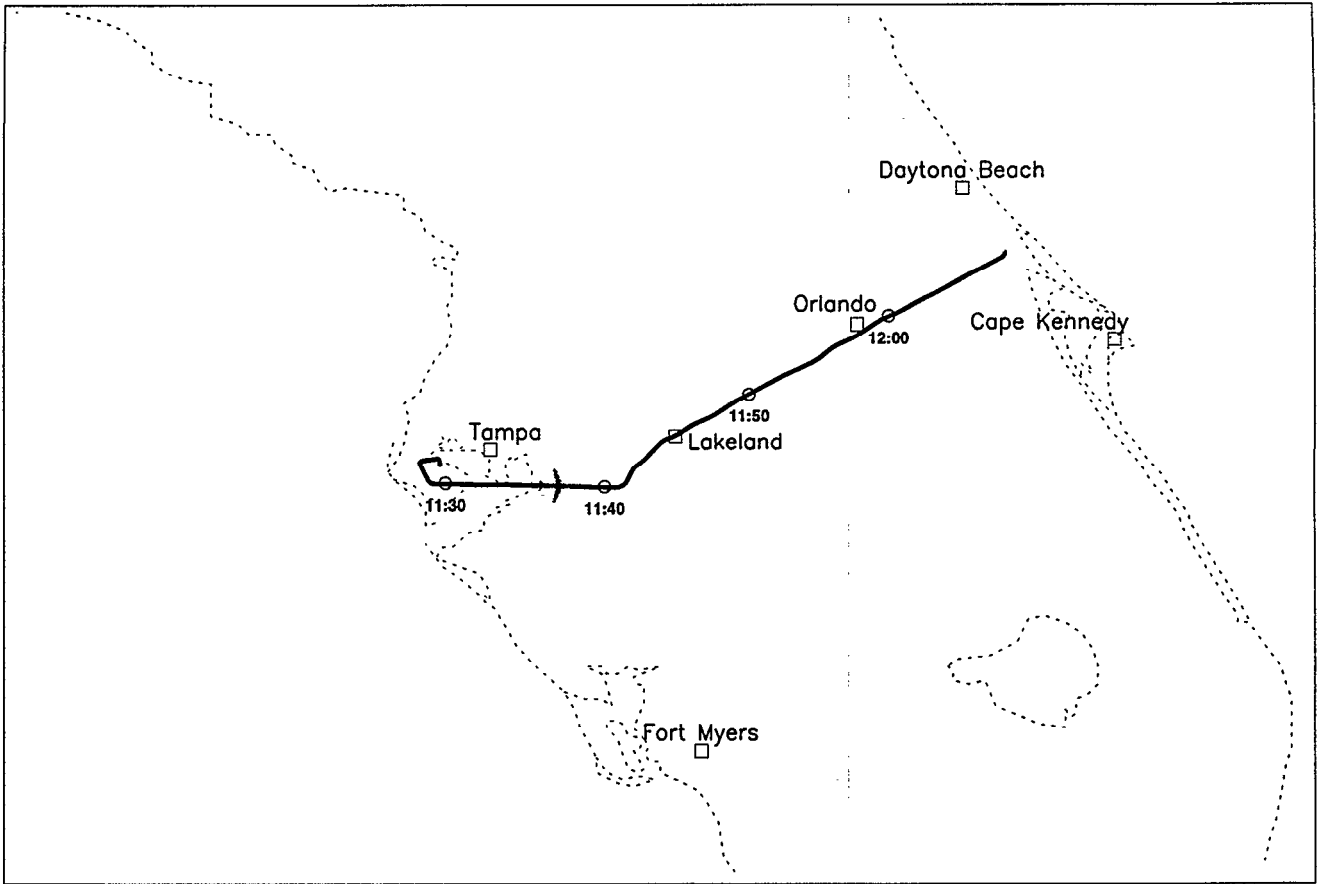 Daytona Beach
Orlando
Cape Kennedy
12:00
11:50
Tampa
Lakeland
11:30
11:40
Fort Myers